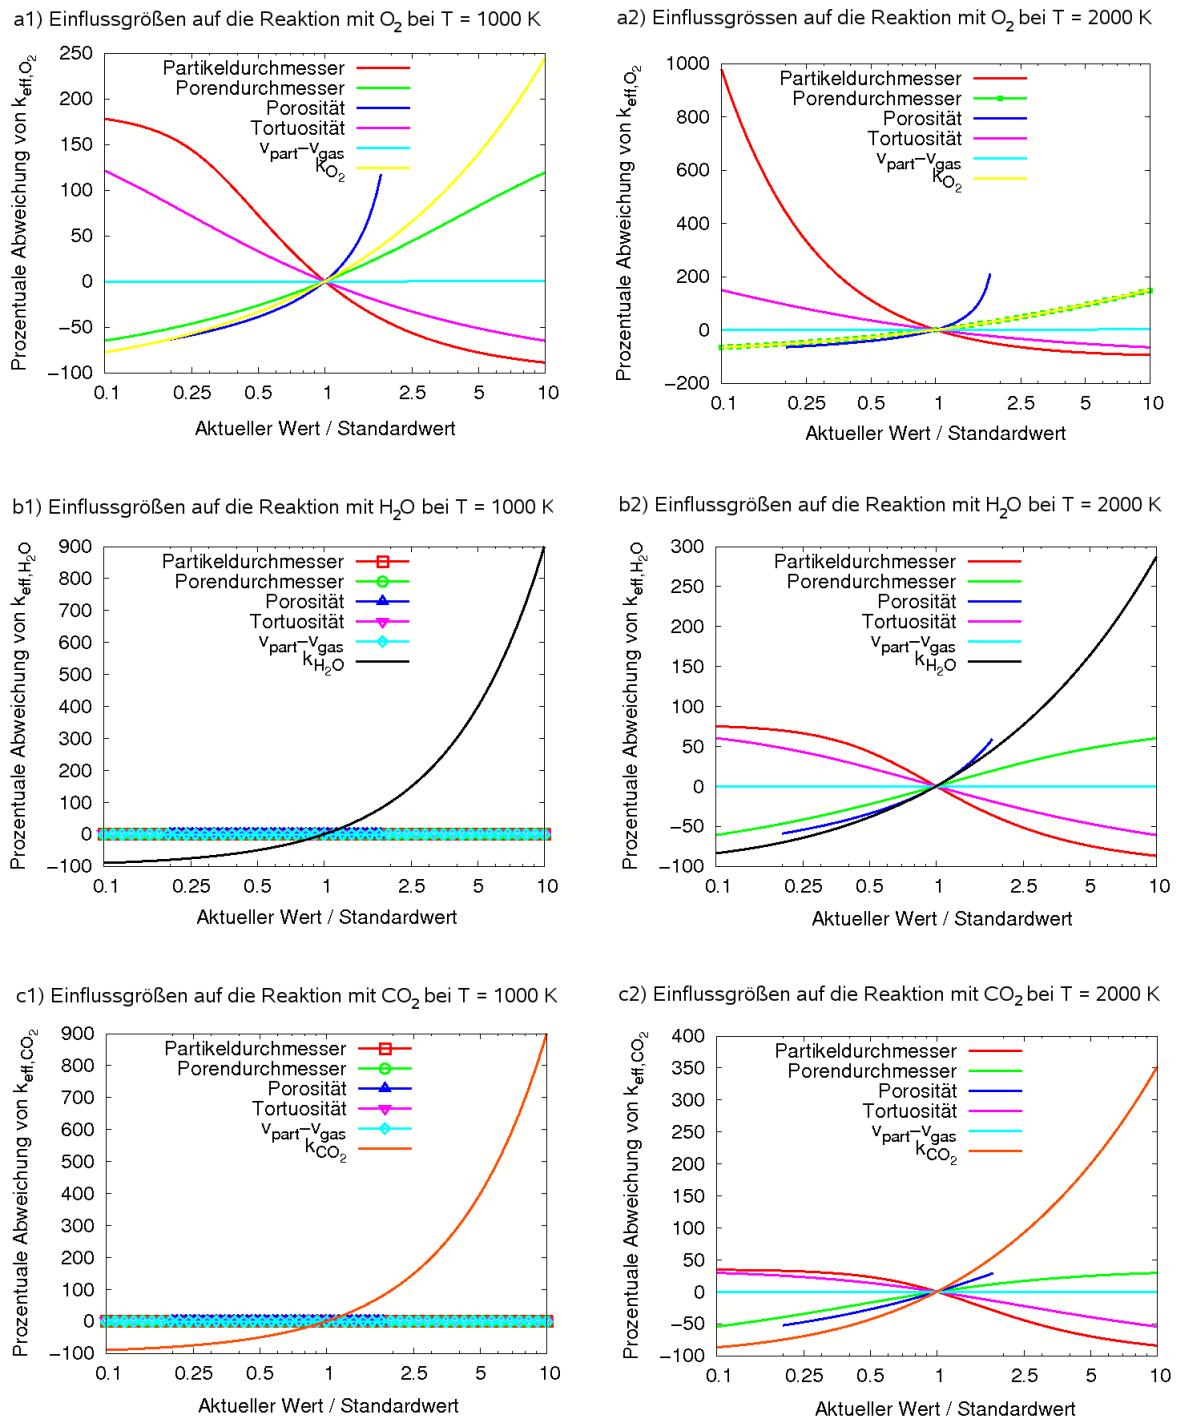 a1) Einflussgrößen auf die Reaktion mit O2 bei T = 1000 K
Prozentuale Abweichung von keff,O2
250
200
150
100
50
0
−50
−100
Partikeldurchmesser
Porendurchmesser
Porosität
Tortuosität
vpart−vgas
kO2
0.1 0.25 0.5 1 2.5 5 10
Aktueller Wert / Standardwert
a2) Einflussgrössen auf die Reaktion mit O2 bei T = 2000 K
Prozentuale Abweichung von keff,O2
1000
800
600
400
200
0
−200
Partikeldurchmesser
Porendurchmesser
Porosität
Tortuosität
vpart−vgas
kO2
0.1 0.25 0.5 1 2.5 5 10
Aktueller Wert / Standardwert
b1) Einflussgrößen auf die Reaktion mit H2O bei T = 1000 K
Prozentuale Abweichung von keff,H2O
900
800
700
600
500
400
300
200
100
0
−100
Partikeldurchmesser
Porendurchmesser
Porosität
Tortuosität
vpart−vgas
kH2O
0.1 0.25 0.5 1 2.5 5 10
Aktueller Wert / Standardwert
b2) Einflussgrößen auf die Reaktion mit H2O bei T = 2000 K
Prozentuale Abweichung von keff,H2O
300
250
200
150
100
50
0
−50
−100
Partikeldurchmesser
Porendurchmesser
Porosität
Tortuosität
vpart−vgas
kH2O
0.1 0.25 0.5 1 2.5 5 10
Aktueller Wert / Standardwert
c1) Einflussgrößen auf die Reaktion mit CO2 bei T = 1000 K
Prozentuale Abweichung von keff,CO2
900
800
700
600
500
400
300
200
100
0
−100
Partikeldurchmesser
Porendurchmesser
Porosität
Tortuosität
vpart−vgas
kCO2
0.1 0.25 0.5 1 2.5 5 10
Aktueller Wert / Standardwert
c2) Einflussgrößen auf die Reaktion mit CO2 bei T = 2000 K
Prozentuale Abweichung von keff,CO2
400
350
300
250
200
150
100
50
0
−50
−100
Partikeldurchmesser
Porendurchmesser
Porosität
Tortuosität
vpart−vgas
kCO2
0.1 0.25 0.5 1 2.5 5 10
Aktueller Wert / Standardwert